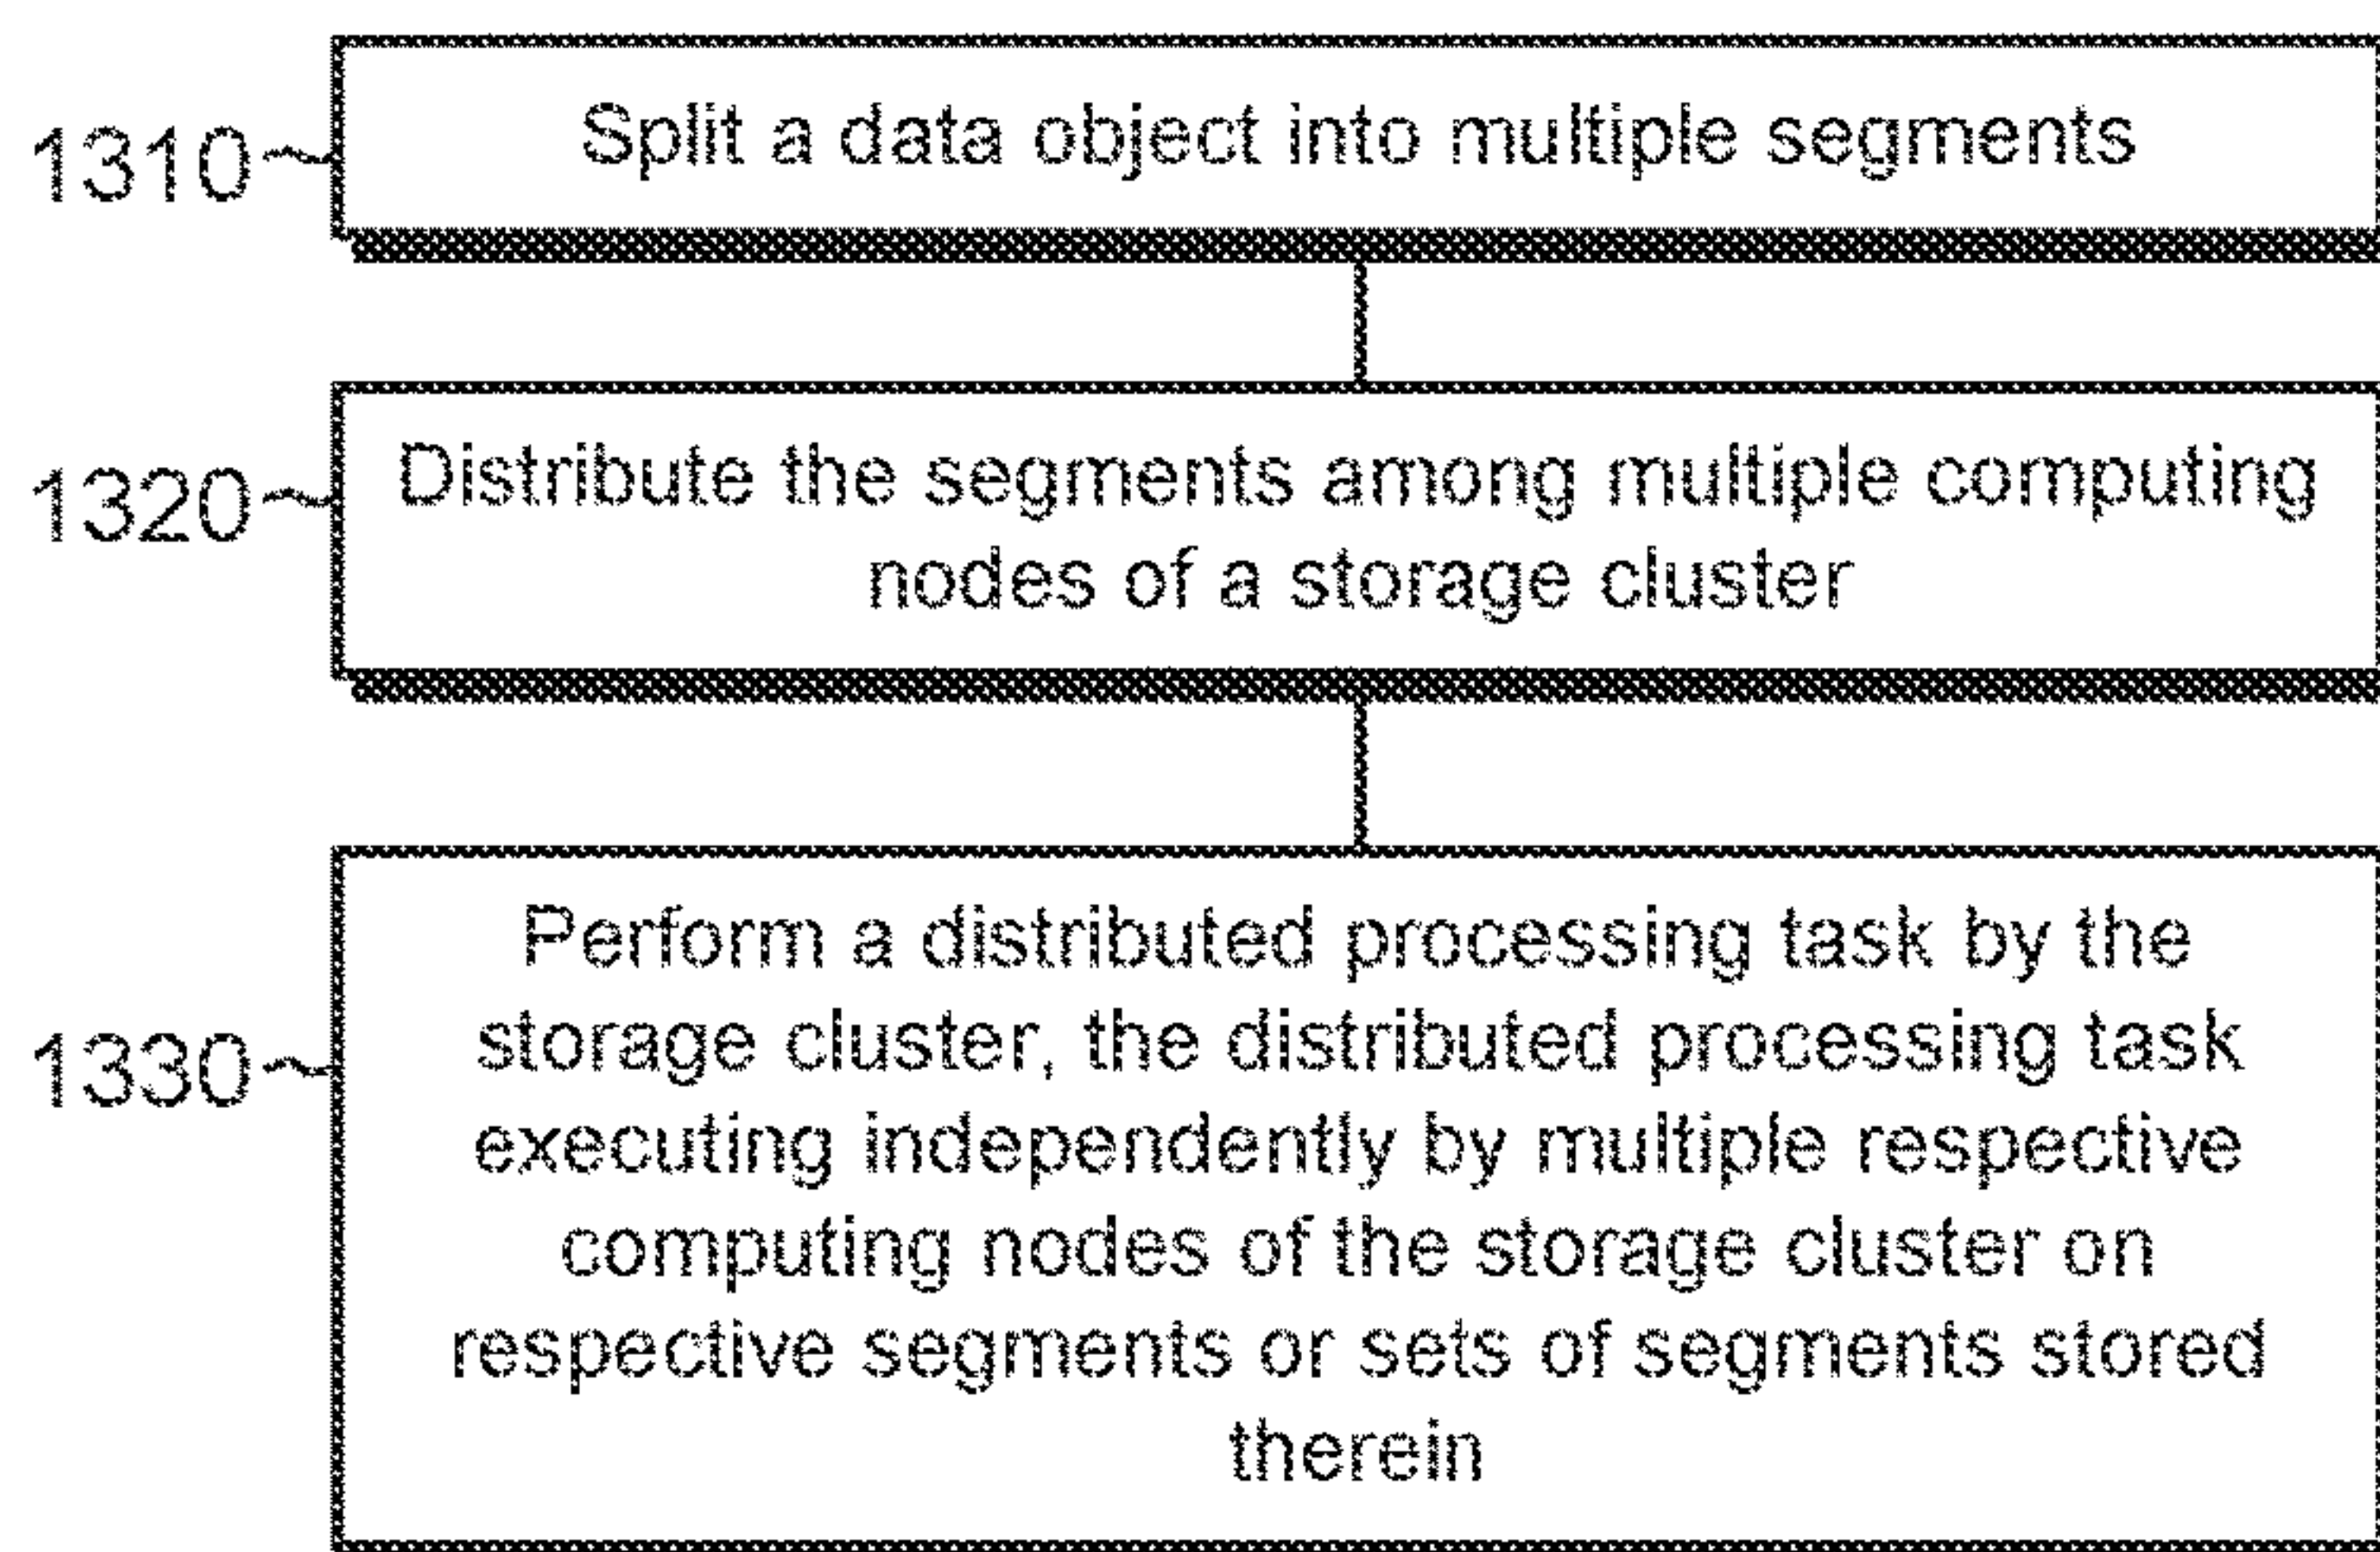 1310
Split a data object into multiple segments
1320
Distribute the segments among multiple computing
nodes of a storage cluster
1330
Perform a distributed processing task by the
storage cluster, the distributed processing task
executing independently by multiple respective
computing nodes of the storage cluster on
respective segments or sets of segments stored
therein